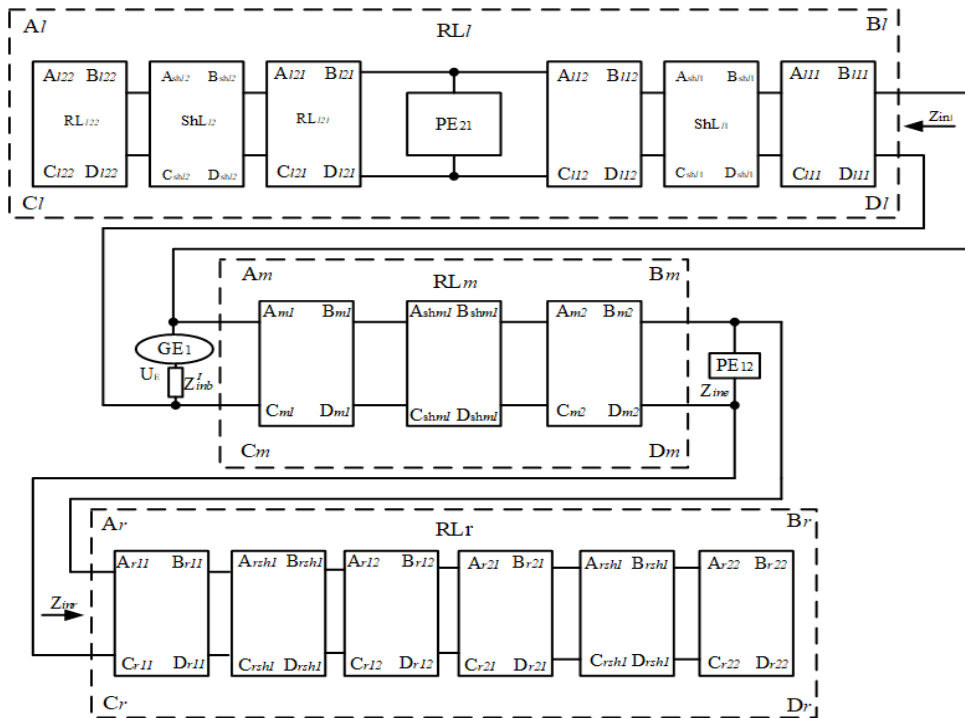 Al RLl Bl
Al22 Bl22 Ashl2 Bshl2 Al21 Bl21 Al12 Bl12 Ashl1 Bshl1 Al11 Bl11
RLl22 ShLl2 RLl21 PE21 ShLl1 Zinl
Cl22 Dl22 Cshl2 Dshl2 Cl21 Dl21 Cl12 Dl12 Cshl1 Dshl1 Cl11 Dl11
Cl Dl
Am RLm Bm
Am1 Bm1 Ashm1 Bshm1 Am2 Bm2
GE1 PE12
UE ZIinb Zine
Cm1 Dm1 Cshm1 Dshm1 Cm2 Dm2
Cm Dm
Ar RLr Br
Ar11 Br11 Arsh1 Brsh1 Ar12 Br12 Ar21 Br21 Arsh1 Brsh1 Ar22 Br22
Zinr
Cr11 Dr11 Crsh1 Drsh1 Cr12 Dr12 Cr21 Dr21 Crsh1 Drsh1 Cr22 Dr22
Cr Dr